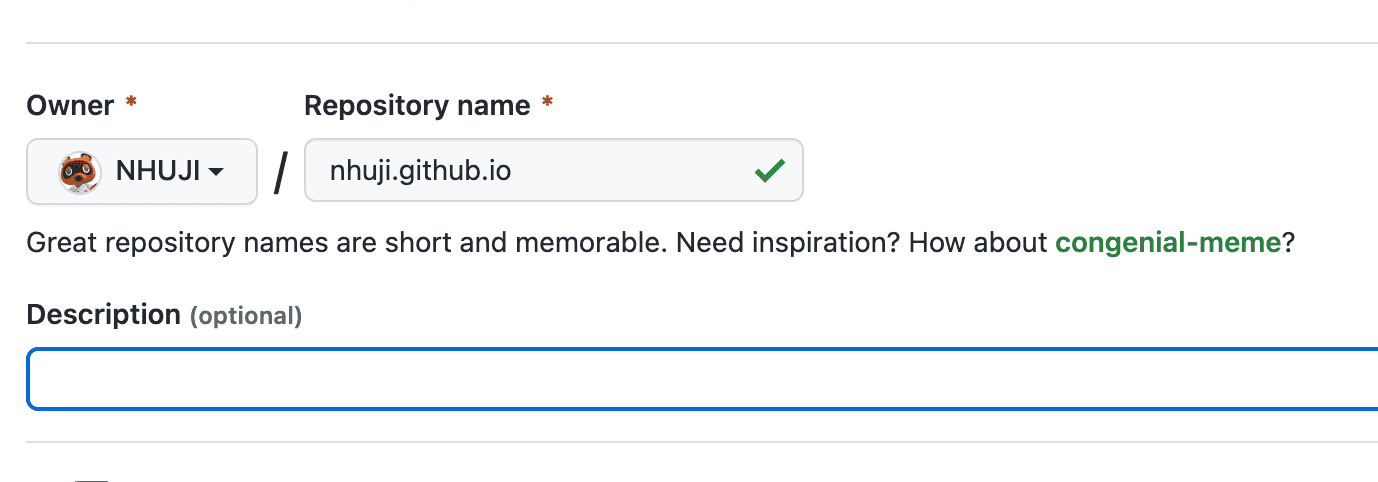 Owner * Repository name *
NHUJI / nhuji.github.io
Great repository names are short and memorable. Need inspiration? How about congenial-meme?
Description (optional)